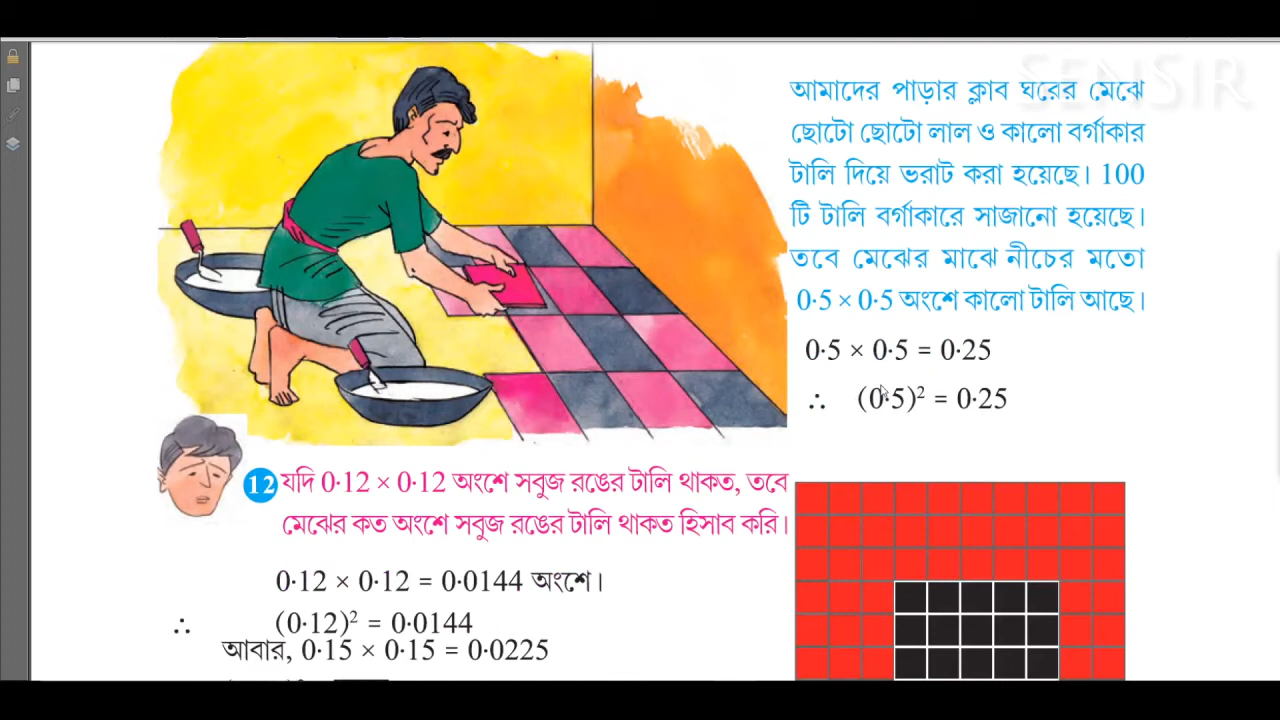 SENSIR
আমাদের পাড়ার ক্লাব ঘরের মেঝে
ছোটো ছোটো লাল ও কালো বর্গাকার
টালি দিয়ে ভরাট করা হয়েছে। 100
টি টালি বর্গাকারে সাজানো হয়েছে।
তবে মেঝের মাঝে নীচের মতো
0·5 × 0·5 অংশে কালো টালি আছে।
0·5 × 0·5 = 0·25
∴ (0·5)² = 0·25
12 যদি 0·12 × 0·12 অংশে সবুজ রঙের টালি থাকত, তবে
মেঝের কত অংশে সবুজ রঙের টালি থাকত হিসাব করি।
0·12 × 0·12 = 0·0144 অংশে।
∴ (0·12)² = 0·0144
আবার, 0·15 × 0·15 = 0·0225